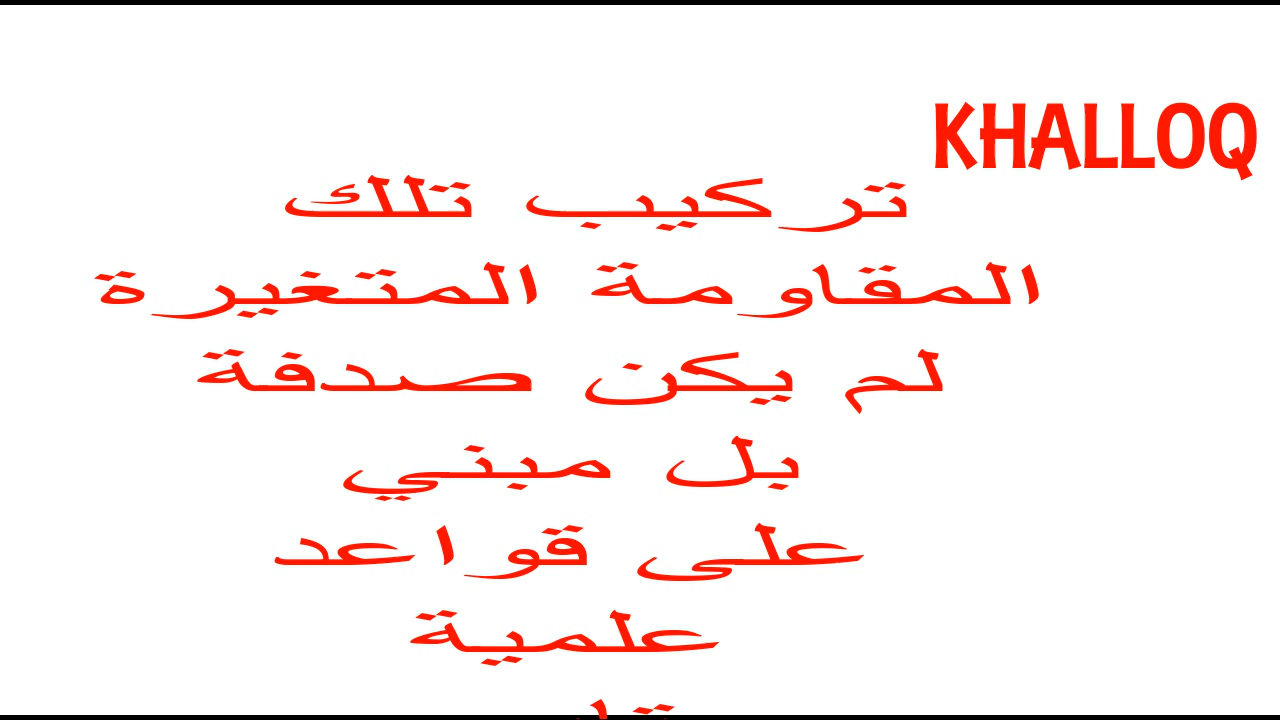 KHALLOQ
تركيب تلك
المقاومة المتغيرة
لم يكن صدفة
بل مبني
على قواعد
علمية